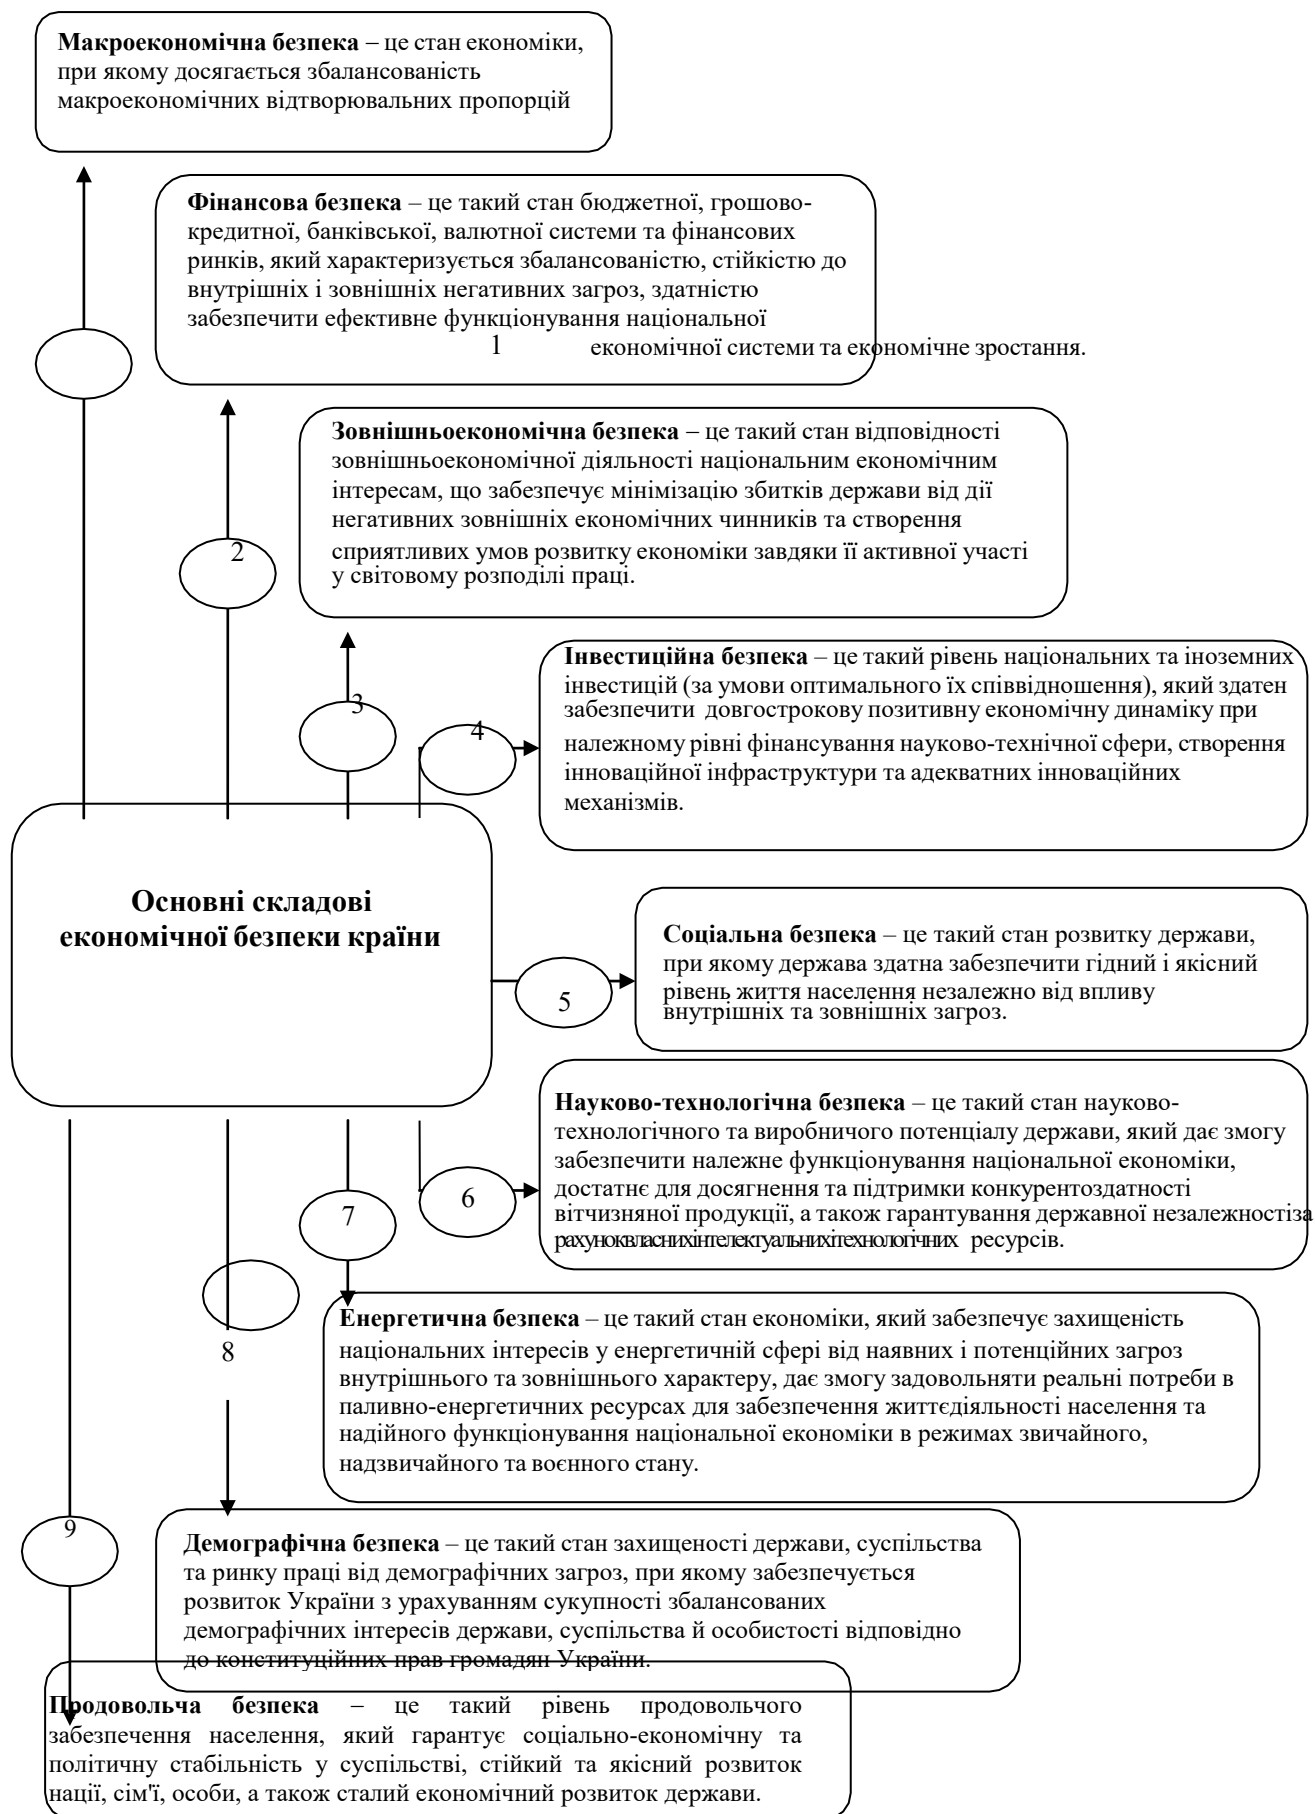 Макроекономічна безпека – це стан економіки,
при якому досягається збалансованість
макроекономічних відтворювальних пропорцій
Фінансова безпека – це такий стан бюджетної, грошово-
кредитної, банківської, валютної системи та фінансових
ринків, який характеризується збалансованістю, стійкістю до
внутрішніх і зовнішніх негативних загроз, здатністю
забезпечити ефективне функціонування національної
1 економічної системи та економічне зростання.
Зовнішньоекономічна безпека – це такий стан відповідності
зовнішньоекономічної діяльності національним економічним
інтересам, що забезпечує мінімізацію збитків держави від дії
негативних зовнішніх економічних чинників та створення
сприятливих умов розвитку економіки завдяки її активної участі
у світовому розподілі праці.
2
Інвестиційна безпека – це такий рівень національних та іноземних
інвестицій (за умови оптимального їх співвідношення), який здатен
забезпечити довгострокову позитивну економічну динаміку при
належному рівні фінансування науково-технічної сфери, створення
інноваційної інфраструктури та адекватних інноваційних
механізмів.
3
4
Основні складові
економічної безпеки країни
Соціальна безпека – це такий стан розвитку держави,
при якому держава здатна забезпечити гідний і якісний
рівень життя населення незалежно від впливу
внутрішніх та зовнішніх загроз.
5
Науково-технологічна безпека – це такий стан науково-
технологічного та виробничого потенціалу держави, який дає змогу
забезпечити належне функціонування національної економіки,
достатнє для досягнення та підтримки конкурентоздатності
вітчизняної продукції, а також гарантування державної незалежностіза
рахуноквласнихінтелектуальнихітехнологічних ресурсів.
6
7
Енергетична безпека – це такий стан економіки, який забезпечує захищеність
національних інтересів у енергетичній сфері від наявних і потенційних загроз
внутрішнього та зовнішнього характеру, дає змогу задовольняти реальні потреби в
паливно-енергетичних ресурсах для забезпечення життєдіяльності населення та
надійного функціонування національної економіки в режимах звичайного,
надзвичайного та воєнного стану.
8
Демографічна безпека – це такий стан захищеності держави, суспільства
та ринку праці від демографічних загроз, при якому забезпечується
розвиток України з урахуванням сукупності збалансованих
демографічних інтересів держави, суспільства й особистості відповідно
до конституційних прав громадян України.
9
Продовольча безпека – це такий рівень продовольчого
забезпечення населення, який гарантує соціально-економічну та
політичну стабільність у суспільстві, стійкий та якісний розвиток
нації, сім'ї, особи, а також сталий економічний розвиток держави.